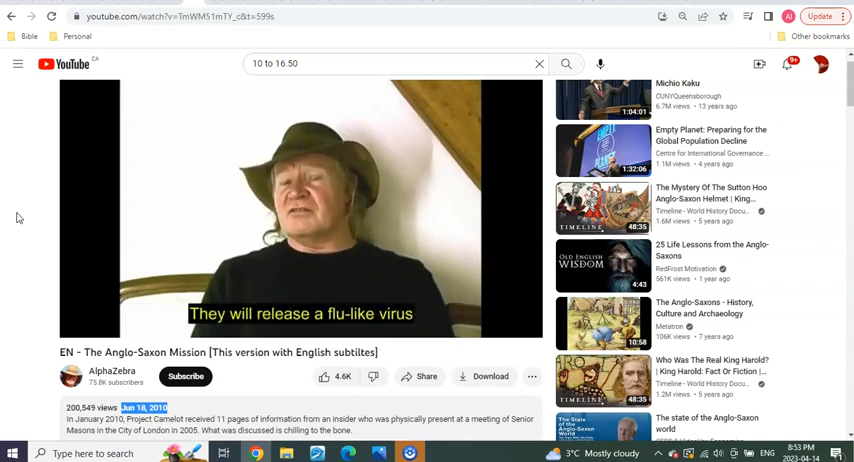 youtube.com/watch?v=TmWM51mTY_c&t=599s
AI
Update
Bible
Personal
Other bookmarks
YouTube CA
10 to 16.50
9+
They will release a flu-like virus
EN - The Anglo-Saxon Mission [This version with English subtiltes]
AlphaZebra
75.8K subscribers
Subscribe
4.6K
Share
Download
200,549 views Jun 18, 2010
In January 2010, Project Camelot received 11 pages of information from an insider who was physically present at a meeting of Senior
Masons in the City of London in 2005. What was discussed is chilling to the bone.
Michio Kaku
CUNYQueensborough
6.7M views • 13 years ago
1:04:01
Empty Planet: Preparing for the
Global Population Decline
Centre for International Governance ...
1.1M views • 4 years ago
EMPTY
PLANET
1:32:06
The Mystery Of The Sutton Hoo
Anglo-Saxon Helmet | King...
Timeline - World History Docu...
1.6M views • 5 years ago
TIMELINE
48:35
25 Life Lessons from the Anglo-
Saxons
RedFrost Motivation
561K views • 1 year ago
OLD ENGLISH
WISDOM
4:43
The Anglo-Saxons - History,
Culture and Archaeology
Metatron
106K views • 7 years ago
10:58
Who Was The Real King Harold?
| King Harold: Fact Or Fiction |...
Timeline - World History Docu...
1.2M views • 5 years ago
TIMELINE
48:35
The state of the Anglo-Saxon
world
The State of
the Anglo-Saxon
World
Type here to search
3°C Mostly cloudy
ENG
8:53 PM
2023-04-14